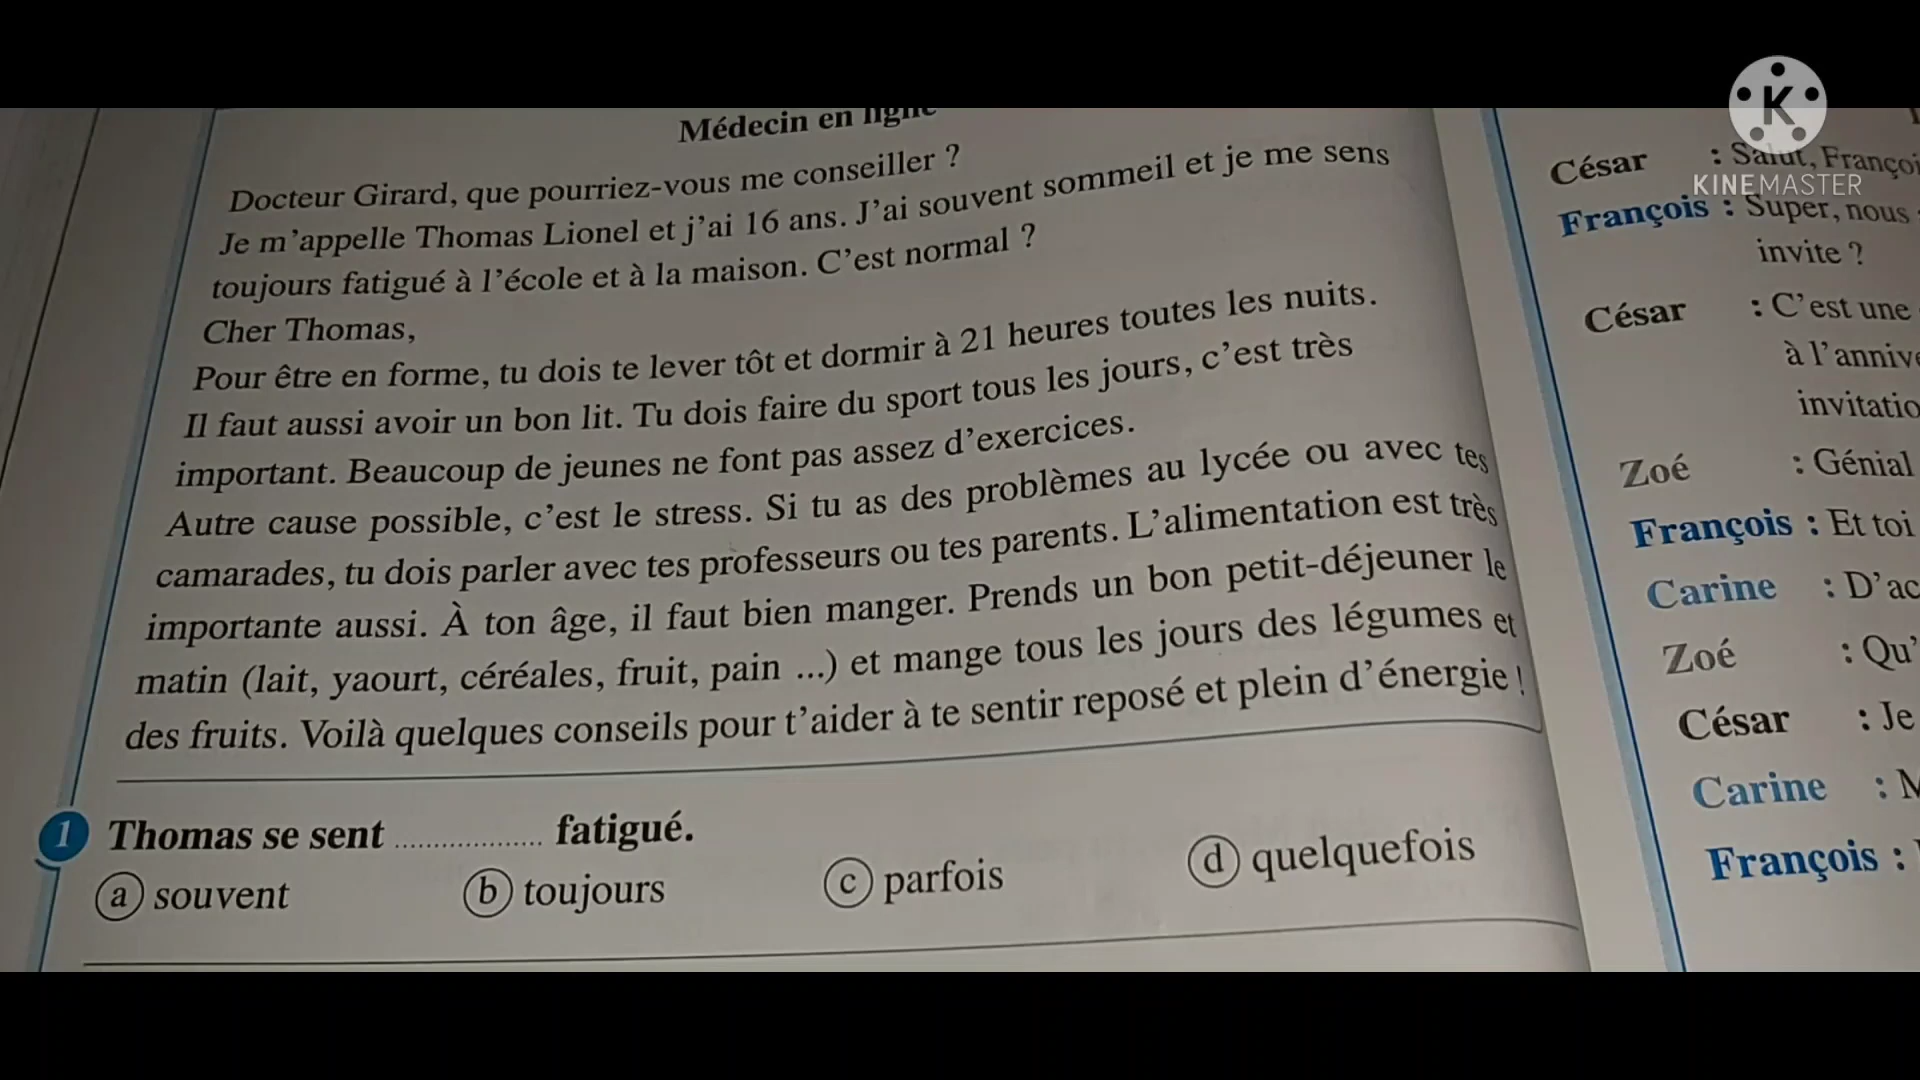 Médecin en ligne
Docteur Girard, que pourriez-vous me conseiller ?
Je m'appelle Thomas Lionel et j'ai 16 ans. J'ai souvent sommeil et je me sens
toujours fatigué à l'école et à la maison. C'est normal ?
Cher Thomas,
Pour être en forme, tu dois te lever tôt et dormir à 21 heures toutes les nuits.
Il faut aussi avoir un bon lit. Tu dois faire du sport tous les jours, c'est très
important. Beaucoup de jeunes ne font pas assez d'exercices.
Autre cause possible, c'est le stress. Si tu as des problèmes au lycée ou avec tes
camarades, tu dois parler avec tes professeurs ou tes parents. L'alimentation est très
importante aussi. À ton âge, il faut bien manger. Prends un bon petit-déjeuner le
matin (lait, yaourt, céréales, fruit, pain ...) et mange tous les jours des légumes et
des fruits. Voilà quelques conseils pour t'aider à te sentir reposé et plein d'énergie !
1 Thomas se sent ................. fatigué.
a souvent b toujours c parfois d quelquefois
César : Salut,
François : Super, nous
invite ?
César : C'est une
à
Zoé : Génial
François : Et toi
Carine :
Zoé :
César : Je
Carine :
François :
K
KINEMASTER